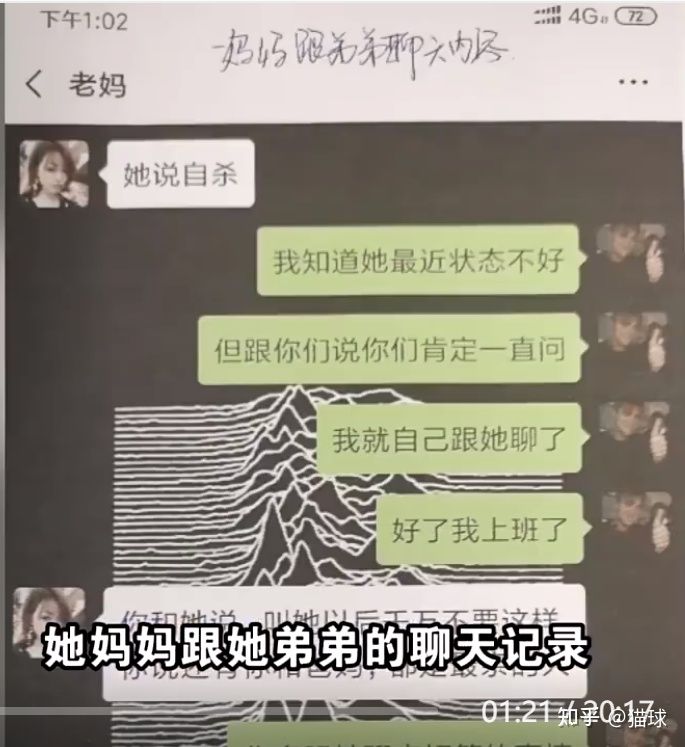 下午1:02
4G
72
妈妈跟弟弟聊天内容
老妈
她说自杀
我知道她最近状态不好
但跟你们说你们肯定一直问
我就自己跟她聊了
好了我上班了
你和她说，叫她以后千万不要这样
她妈妈跟她弟弟的聊天记录
你说还有你和爸妈，都是最亲的人
01:21 / 20:17
知乎 @猫球